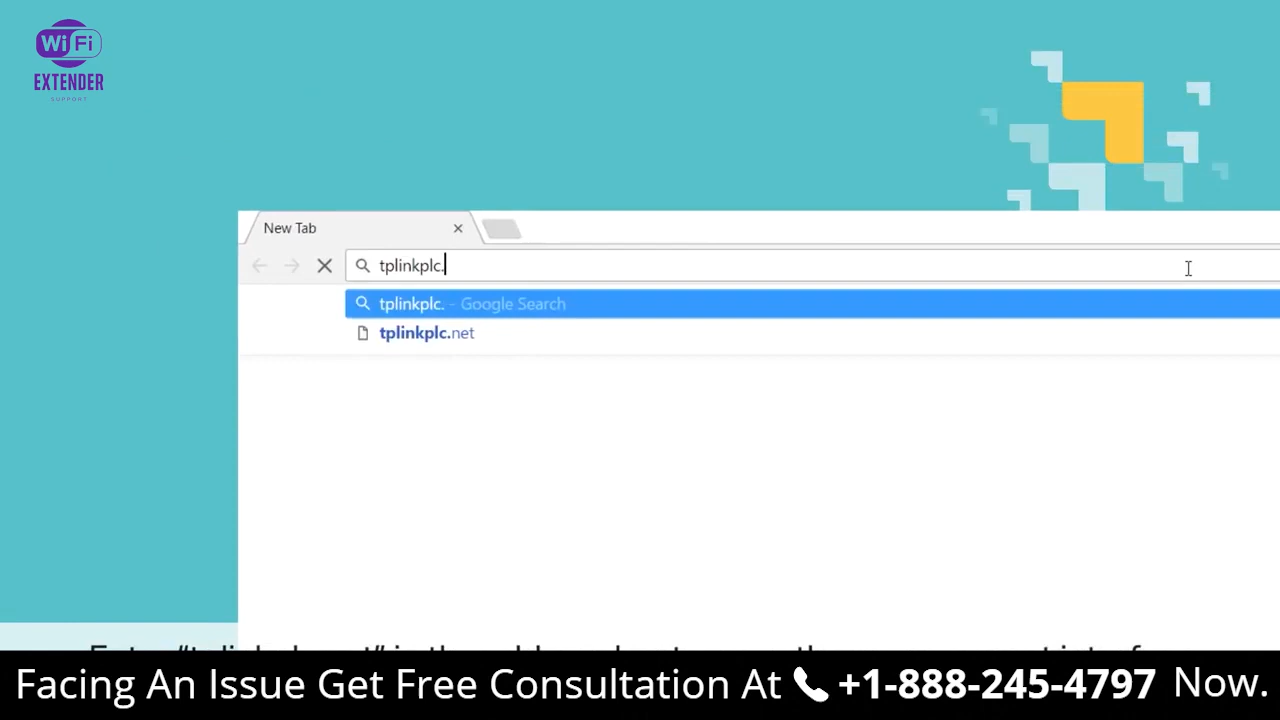 WiFi
EXTENDER
SUPPORT
New Tab
tplinkplc.
tplinkplc. - Google Search
tplinkplc.net
Facing An Issue Get Free Consultation At +1-888-245-4797 Now.